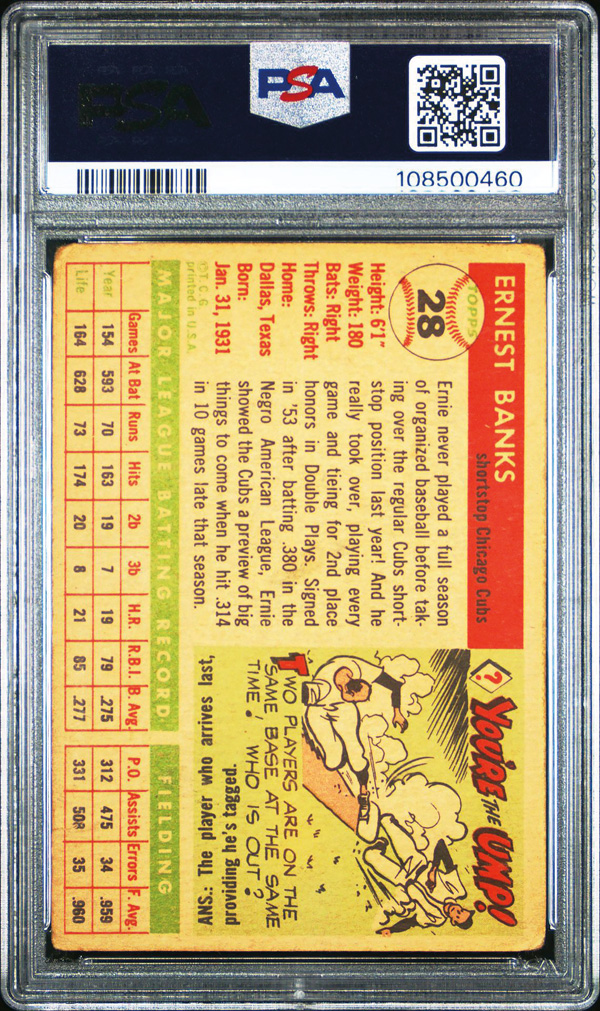 PSA
PSA
108500460
TOPPS
28
ERNEST BANKS
shortstop Chicago Cubs
Height: 6'1"
Weight: 180
Bats: Right
Throws: Right
Home:
Dallas, Texas
Born:
Jan. 31, 1931
©T. C. G.
printed in U.S.A.
Ernie never played a full season
of organized baseball before tak-
ing over the regular Cubs short-
stop position last year! And he
really took over, playing every
game and tieing for 2nd place
honors in Double Plays. Signed
in '53 after batting .380 in the
Negro American League, Ernie
showed the Cubs a preview of big
things to come when he hit .314
in 10 games late that season.
?
YOU'RE THE UMP!
TWO PLAYERS ARE ON THE
SAME BASE AT THE SAME
TIME! WHO IS OUT?
ANS.: The player who arrives last,
providing he's tagged.
MAJOR LEAGUE BATTING RECORD
FIELDING
Games At Bat Runs Hits 2b 3b H.R. R.B.I. B. Avg. P.O. Assists Errors F. Avg.
Year 154 593 70 163 19 7 19 79 .275 312 475 34 .959
Life 164 628 73 174 20 8 21 85 .277 331 508 35 .960